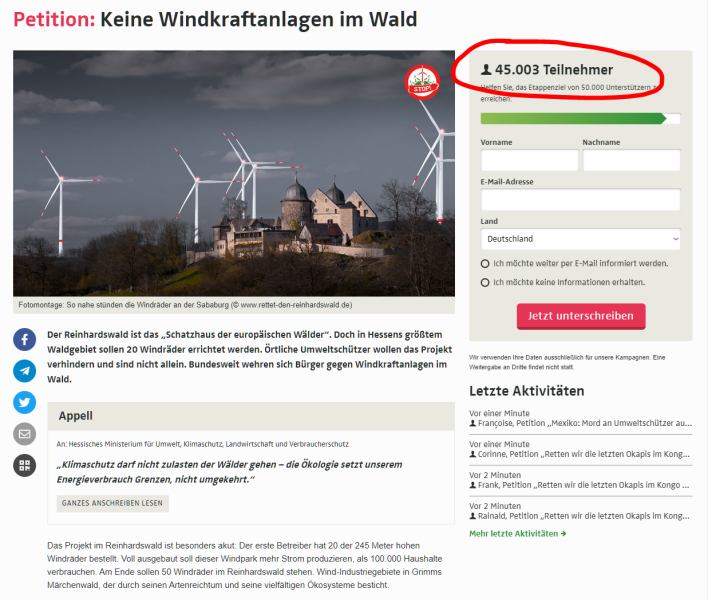 Petition: Keine Windkraftanlagen im Wald
STOP!
Fotomontage: So nahe stünden die Windräder an der Sababurg (© www.rettet-den-reinhardswald.de)
Der Reinhardswald ist das „Schatzhaus der europäischen Wälder“. Doch in Hessens größtem
Waldgebiet sollen 20 Windräder errichtet werden. Örtliche Umweltschützer wollen das Projekt
verhindern und sind nicht allein. Bundesweit wehren sich Bürger gegen Windkraftanlagen im
Wald.
Appell
An: Hessisches Ministerium für Umwelt, Klimaschutz, Landwirtschaft und Verbraucherschutz
„Klimaschutz darf nicht zulasten der Wälder gehen – die Ökologie setzt unserem
Energieverbrauch Grenzen, nicht umgekehrt.“
GANZES ANSCHREIBEN LESEN
Das Projekt im Reinhardswald ist besonders akut: Der erste Betreiber hat 20 der 245 Meter hohen
Windräder bestellt. Voll ausgebaut soll dieser Windpark mehr Strom produzieren, als 100.000 Haushalte
verbrauchen. Am Ende sollen 50 Windräder im Reinhardswald stehen. Wind-Industriegebiete in Grimms
Märchenwald, der durch seinen Artenreichtum und seine vielfältigen Ökosysteme besticht.
45.003 Teilnehmer
Helfen Sie, das Etappenziel von 50.000 Unterstützern z
erreichen.
Vorname Nachname
E-Mail-Adresse
Land
Deutschland
Ich möchte weiter per E-Mail informiert werden.
Ich möchte keine Informationen erhalten.
Jetzt unterschreiben
Wir verwenden Ihre Daten ausschließlich für unsere Kampagnen. Eine
Weitergabe an Dritte findet nicht statt.
Letzte Aktivitäten
Vor einer Minute
Françoise, Petition „Mexiko: Mord an Umweltschützer au...
Vor einer Minute
Corinne, Petition „Retten wir die letzten Okapis im Kong...
Vor 2 Minuten
Frank, Petition „Retten wir die letzten Okapis im Kongo ...
Vor 2 Minuten
Rainald, Petition „Retten wir die letzten Okapis im Kong...
Mehr letzte Aktivitäten →